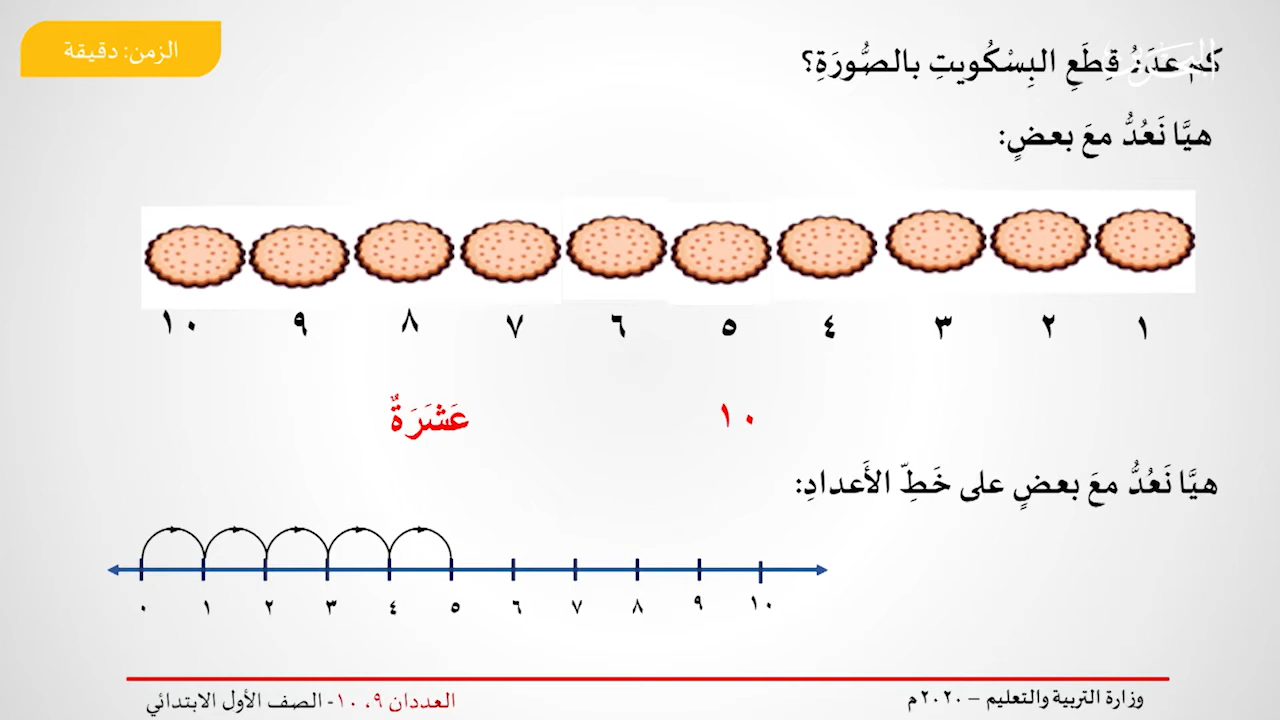 الزمن: دقيقة
كم عدَدُ قِطَعِ البِسْكُويتِ بالصُّورَةِ؟
هيَّا نَعُدُّ معَ بعضٍ:
١ ٢ ٣ ٤ ٥ ٦ ٧ ٨ ٩ ١٠
١٠ عَشَرَةٌ
هيَّا نَعُدُّ معَ بعضٍ على خَطِّ الأَعدادِ:
٠ ١ ٢ ٣ ٤ ٥ ٦ ٧ ٨ ٩ ١٠
وزارة التربية والتعليم – ٢٠٢٠م
العددان ٩، ١٠- الصف الأول الابتدائي